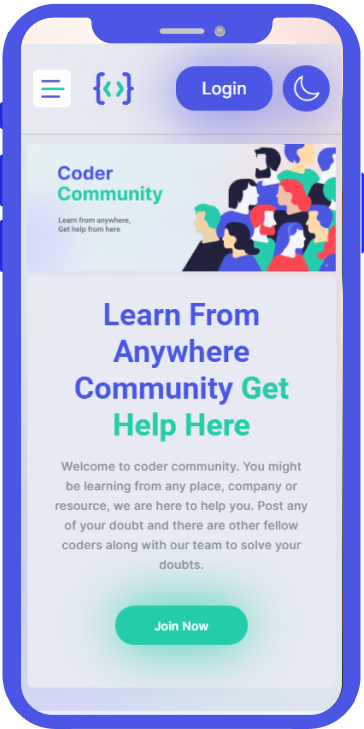 Login
Coder
Community
Learn from anywhere,
Get help from here
Learn From
Anywhere
Community Get
Help Here
Welcome to coder community. You might
be learning from any place, company or
resource, we are here to help you. Post any
of your doubt and there are other fellow
coders along with our team to solve your
doubts.
Join Now